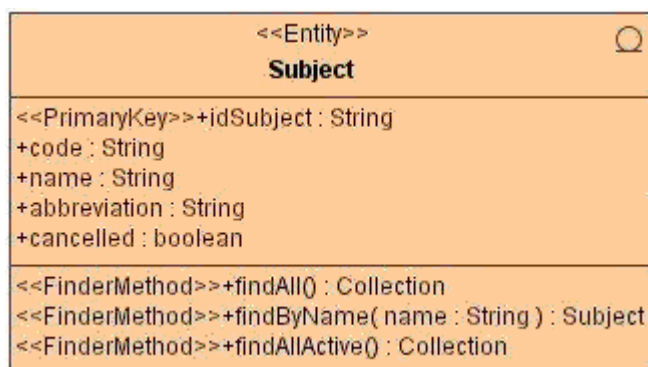 <<Entity>>
Subject
<<PrimaryKey>>+idSubject : String
+code : String
+name : String
+abbreviation : String
+cancelled : boolean
<<FinderMethod>>+findAll() : Collection
<<FinderMethod>>+findByName( name : String ) : Subject
<<FinderMethod>>+findAllActive() : Collection